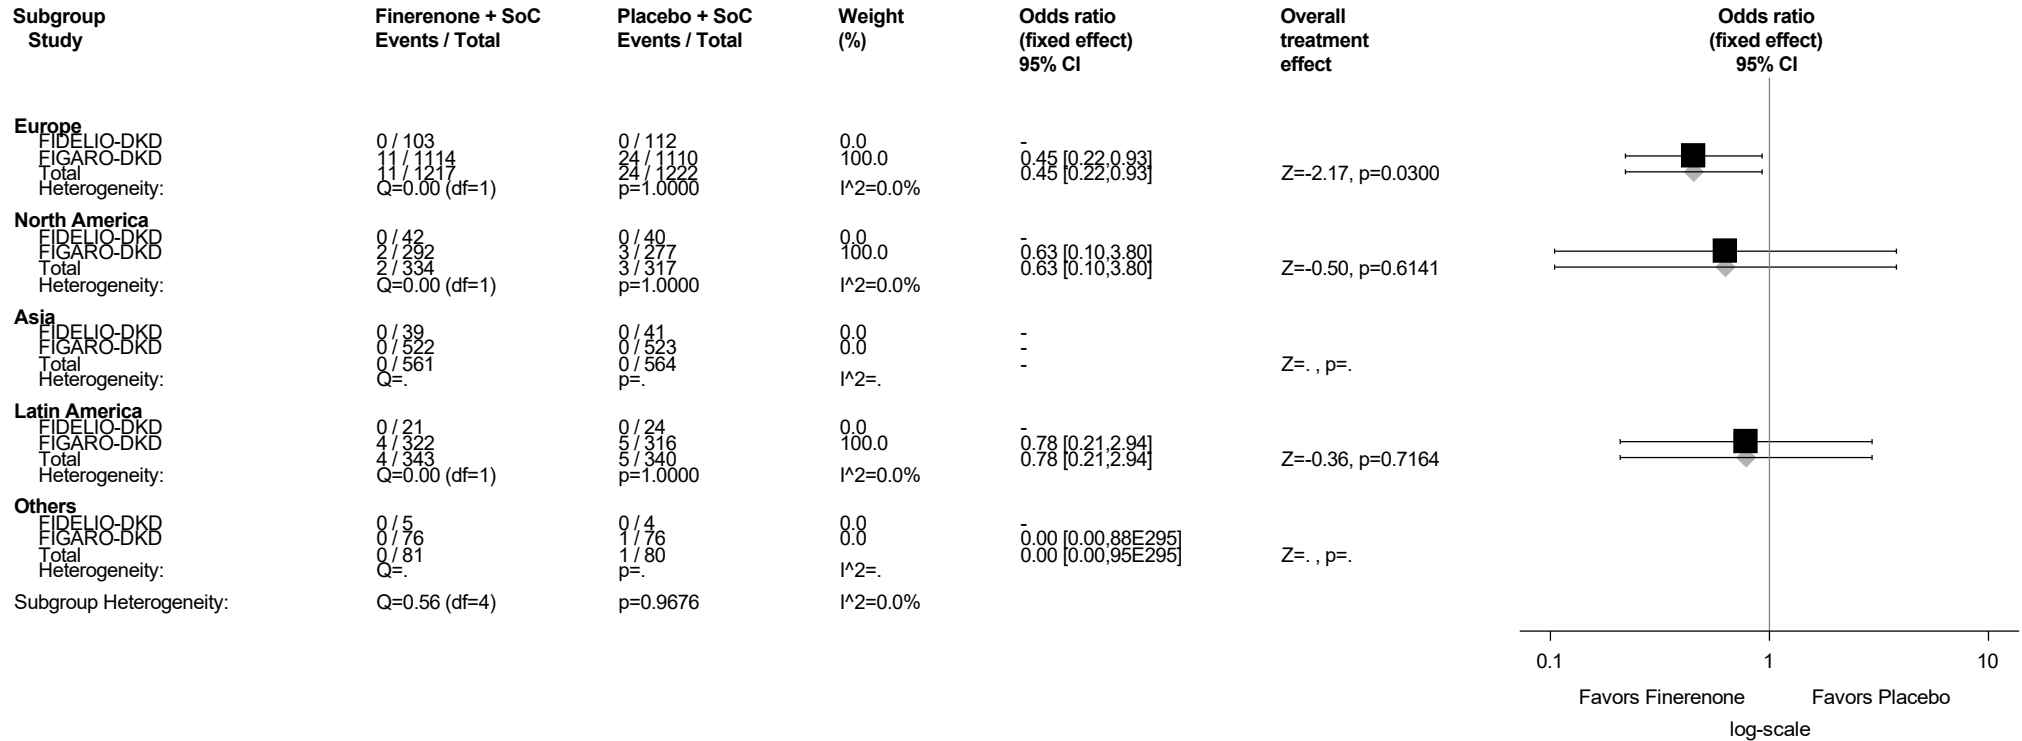 Subgroup Finerenone + SoC Placebo + SoC Weight Odds ratio Overall Odds ratio
Study Events / Total Events / Total (%) (fixed effect) treatment (fixed effect)
95% CI effect 95% CI
Europe
FIDELIO-DKD 0 / 103 0 / 112 0.0 -
FIGARO-DKD 11 / 1114 24 / 1110 100.0 0.45 [0.22,0.93]
Total 11 / 1217 24 / 1222 0.45 [0.22,0.93] Z=-2.17, p=0.0300
Heterogeneity: Q=0.00 (df=1) p=1.0000 I^2=0.0%
North America
FIDELIO-DKD 0 / 42 0 / 40 0.0 -
FIGARO-DKD 2 / 292 3 / 277 100.0 0.63 [0.10,3.80]
Total 2 / 334 3 / 317 0.63 [0.10,3.80] Z=-0.50, p=0.6141
Heterogeneity: Q=0.00 (df=1) p=1.0000 I^2=0.0%
Asia
FIDELIO-DKD 0 / 39 0 / 41 0.0 -
FIGARO-DKD 0 / 522 0 / 523 0.0 -
Total 0 / 561 0 / 564 - Z=. , p=.
Heterogeneity: Q=. p=. I^2=.
Latin America
FIDELIO-DKD 0 / 21 0 / 24 0.0 -
FIGARO-DKD 4 / 322 5 / 316 100.0 0.78 [0.21,2.94]
Total 4 / 343 5 / 340 0.78 [0.21,2.94] Z=-0.36, p=0.7164
Heterogeneity: Q=0.00 (df=1) p=1.0000 I^2=0.0%
Others
FIDELIO-DKD 0 / 5 0 / 4 0.0 -
FIGARO-DKD 0 / 76 1 / 76 0.0 0.00 [0.00,88E295]
Total 0 / 81 1 / 80 0.00 [0.00,95E295] Z=. , p=.
Heterogeneity: Q=. p=. I^2=.
Subgroup Heterogeneity: Q=0.56 (df=4) p=0.9676 I^2=0.0%
0.1 1 10
Favors Finerenone Favors Placebo
log-scale